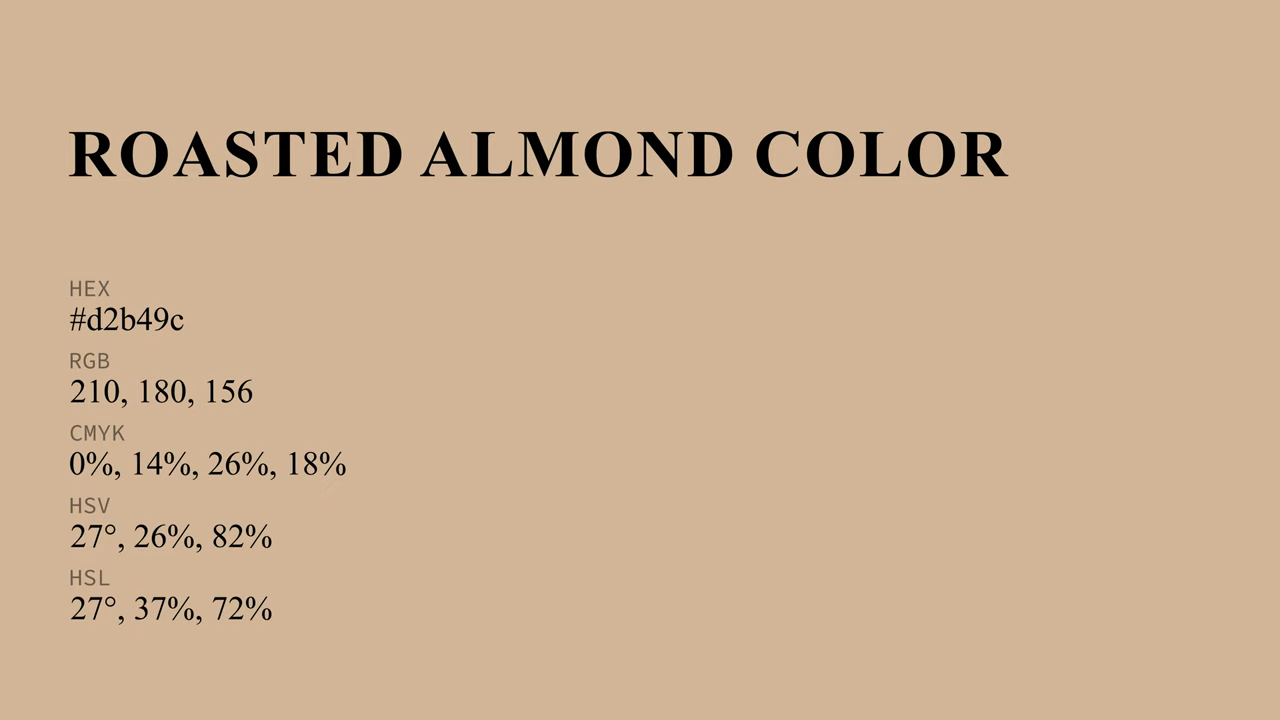 ROASTED ALMOND COLOR
HEX
#d2b49c
RGB
210, 180, 156
CMYK
0%, 14%, 26%, 18%
HSV
27°, 26%, 82%
HSL
27°, 37%, 72%